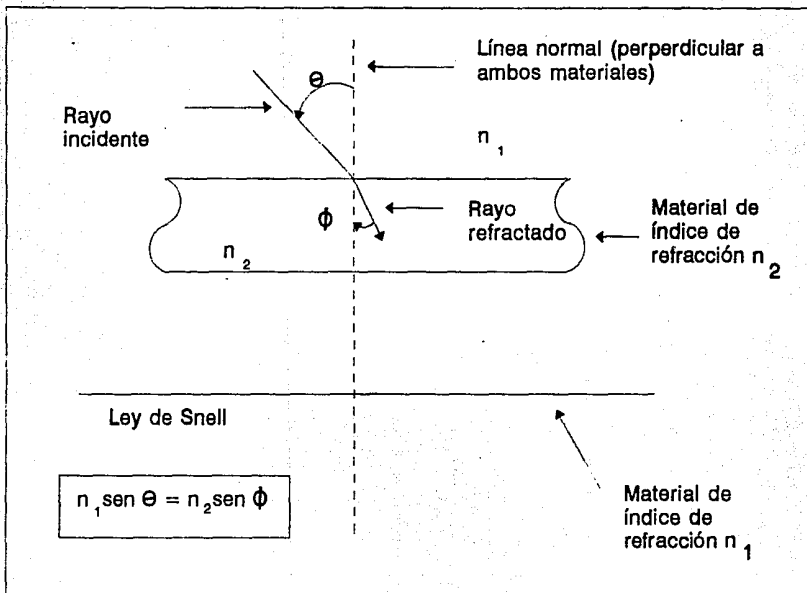 Línea normal (perperdicular a
ambos materiales)
Θ
Rayo
incidente
n 1
ϕ
Rayo
refractado
Material de
índice de
refracción n 2
n 2
Ley de Snell
n 1 sen Θ = n 2 sen ϕ
Material de
índice de
refracción n 1